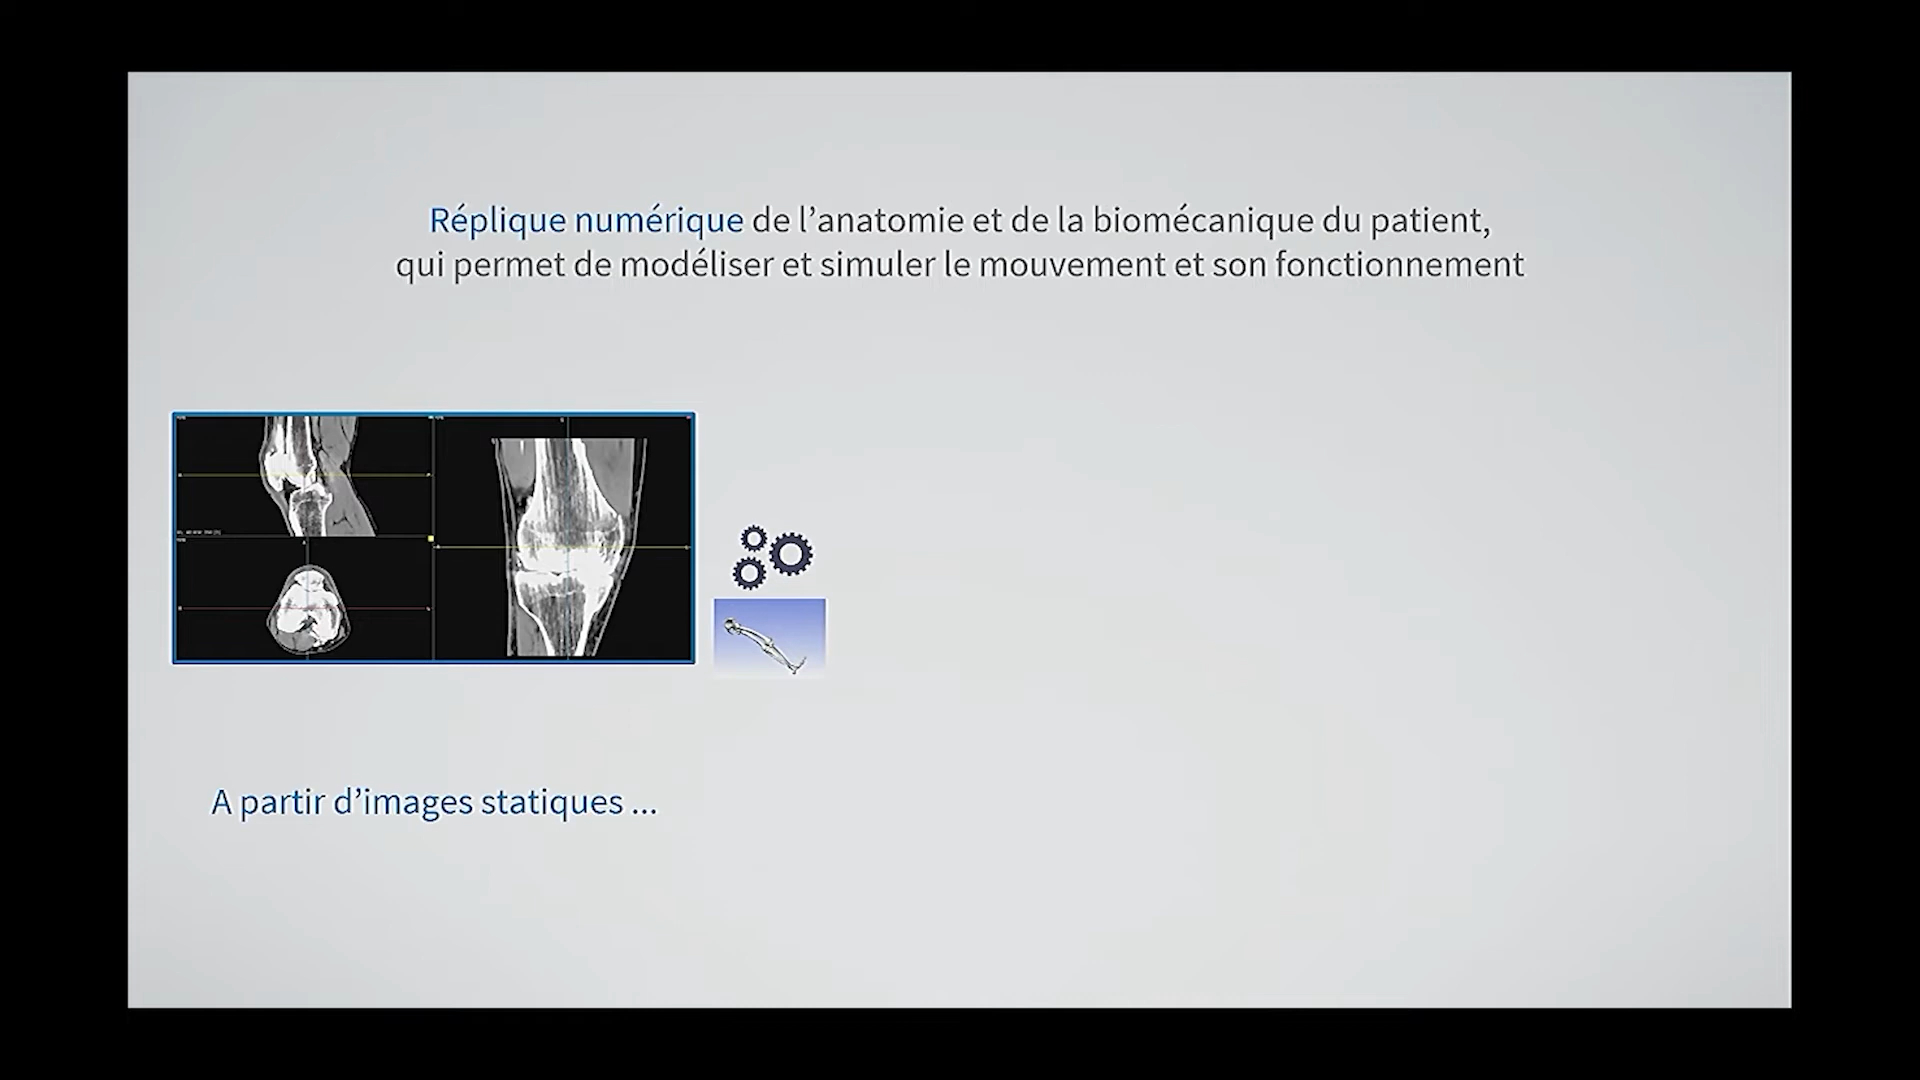 Réplique numérique de l’anatomie et de la biomécanique du patient,
qui permet de modéliser et simuler le mouvement et son fonctionnement
A partir d’images statiques ...